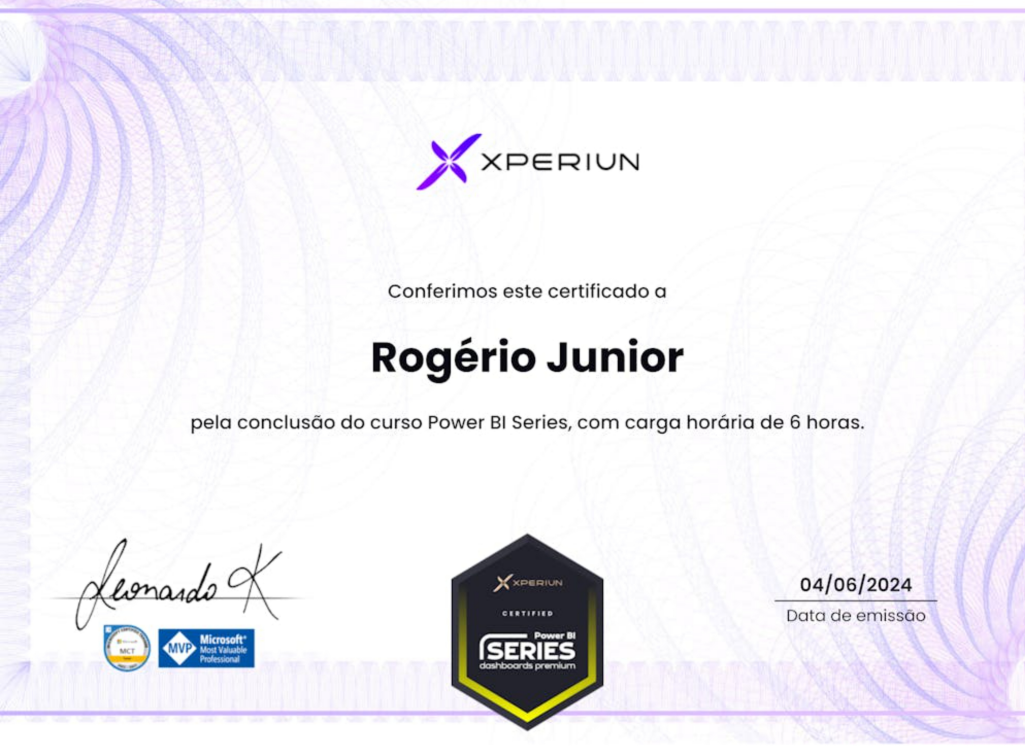 XPERIUN
Conferimos este certificado a
Rogério Junior
pela conclusão do curso Power BI Series, com carga horária de 6 horas.
Leonardo K
MCT
MVP
Microsoft®
Most Valuable
Professional
XPERIUN
CERTIFIED
Power BI
SERIES
dashboards premium
04/06/2024
Data de emissão